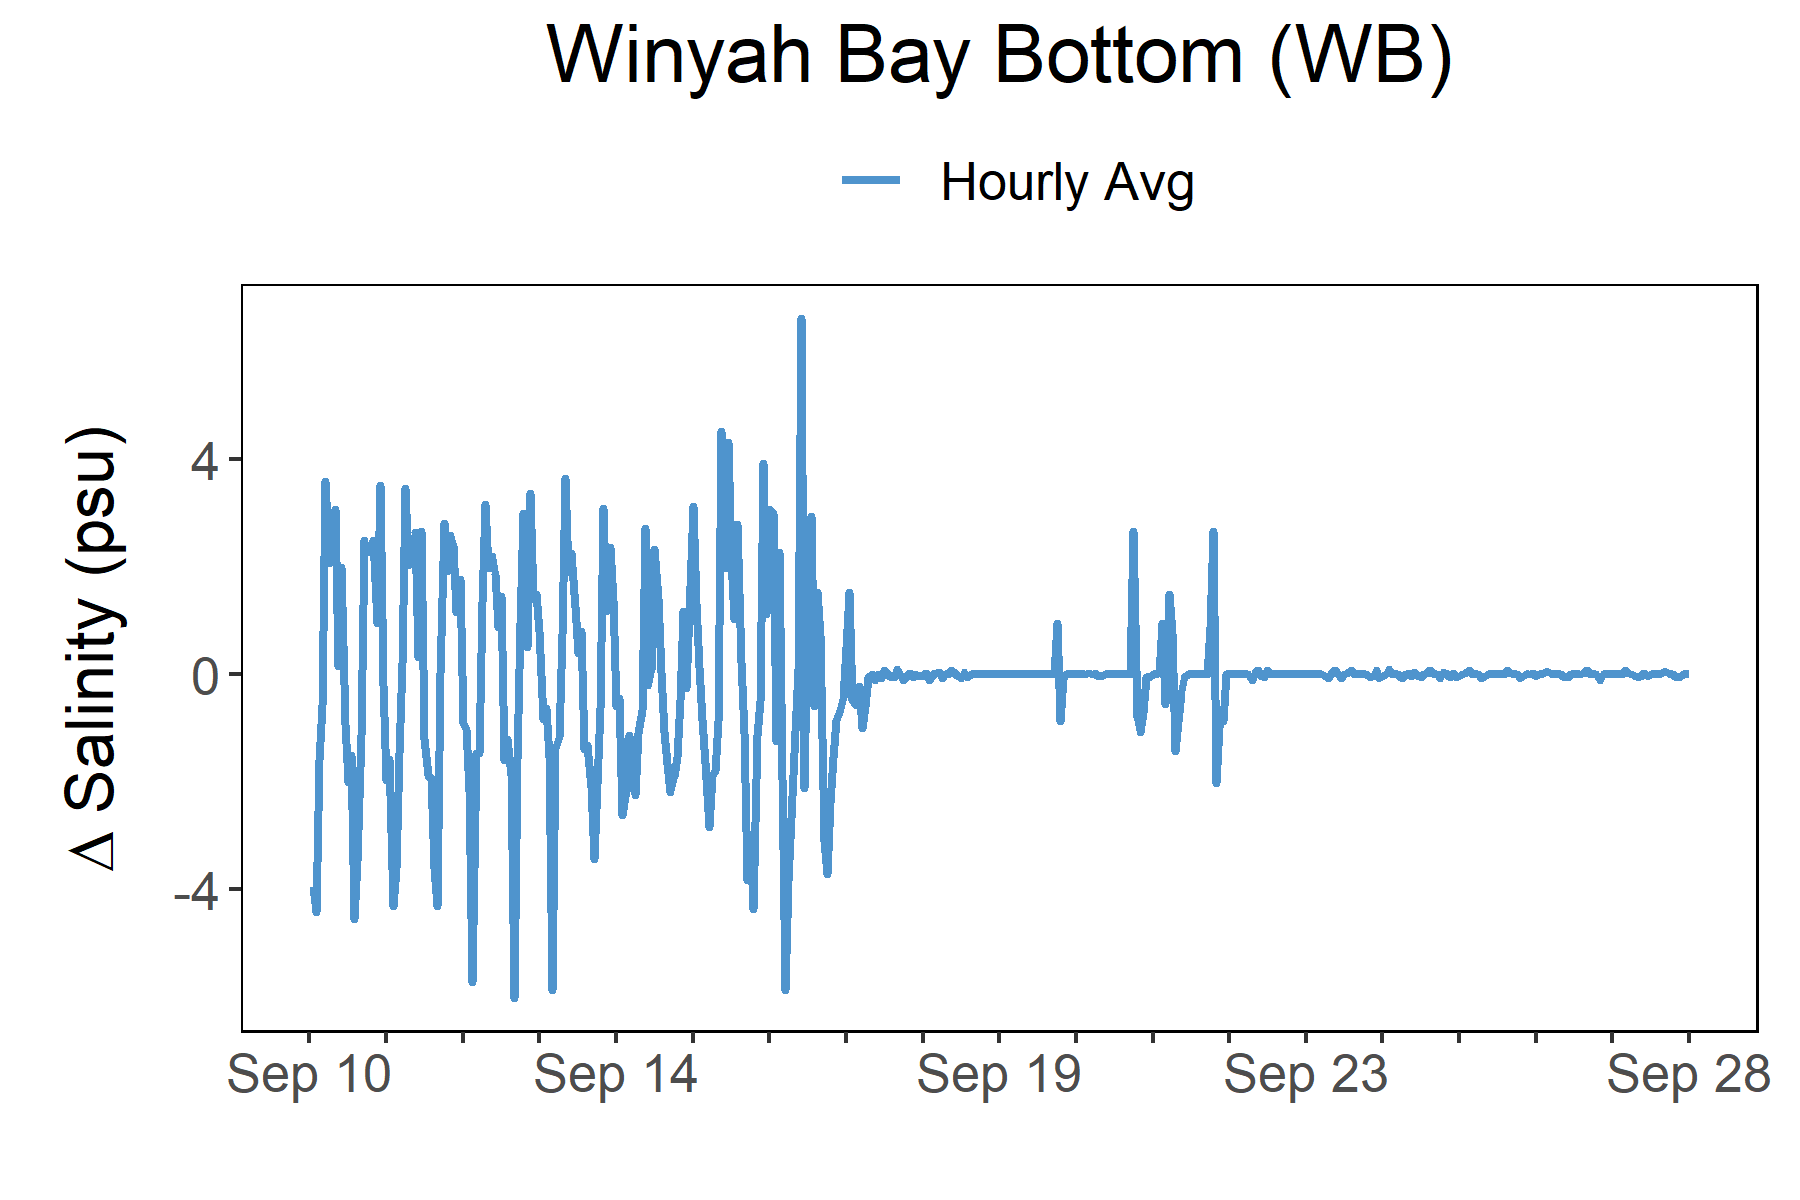 Winyah Bay Bottom (WB)
Hourly Avg
Δ Salinity (psu)
4
0
-4
Sep 10 Sep 14 Sep 19 Sep 23 Sep 28